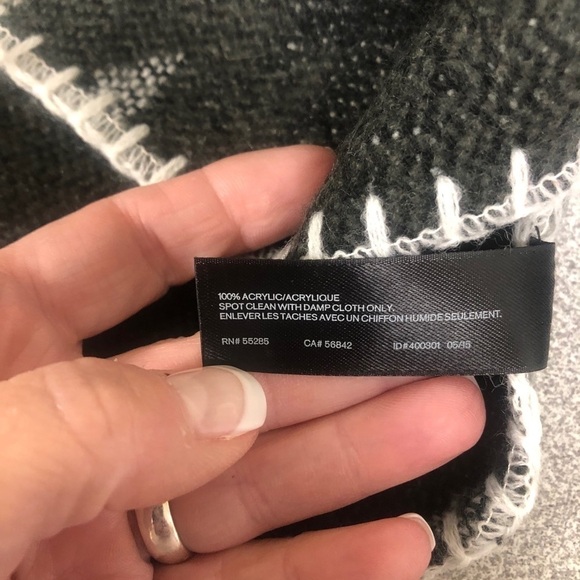 100% ACRYLIC/ACRYLIQUE
SPOT CLEAN WITH DAMP CLOTH ONLY.
ENLEVER LES TACHES AVEC UN CHIFFON HUMIDE SEULEMENT.
RN# 55285 CA# 56842 ID# 400301 05/15